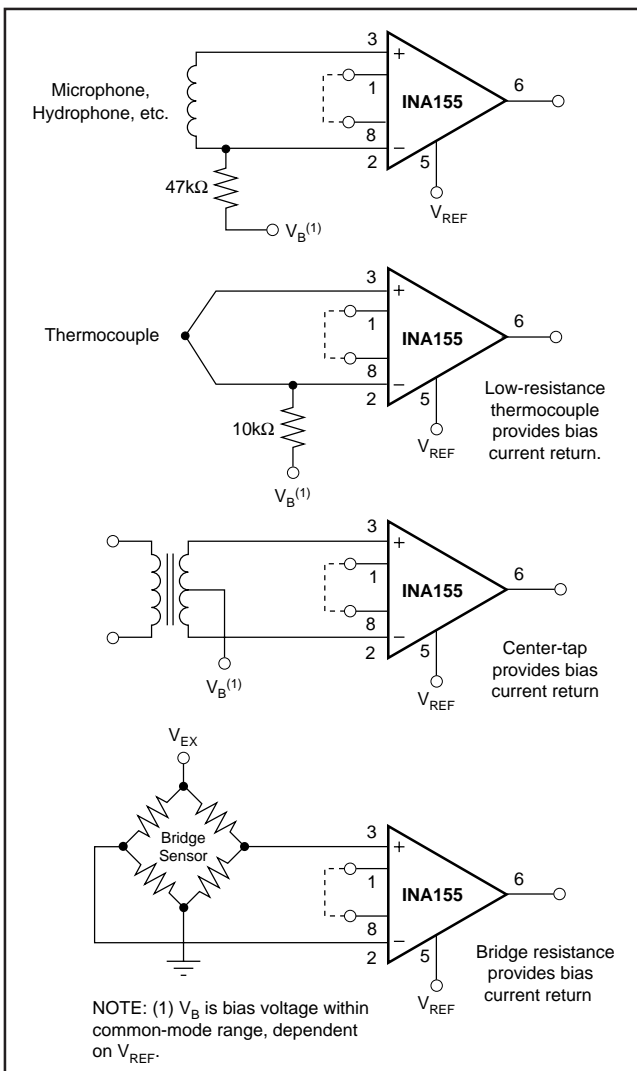 Microphone,
Hydrophone, etc.
3
+
1
INA155
6
8
−
2
5
47kΩ
V_B(1)
V_REF
Thermocouple
3
+
1
INA155
6
8
−
2
5
10kΩ
V_B(1)
V_REF
Low-resistance
thermocouple
provides bias
current return.
3
+
1
INA155
6
8
−
2
5
V_B(1)
V_REF
Center-tap
provides bias
current return
V_EX
Bridge
Sensor
3
+
1
INA155
6
8
−
2
5
V_REF
Bridge resistance
provides bias
current return
NOTE: (1) V_B is bias voltage within
common-mode range, dependent
on V_REF.